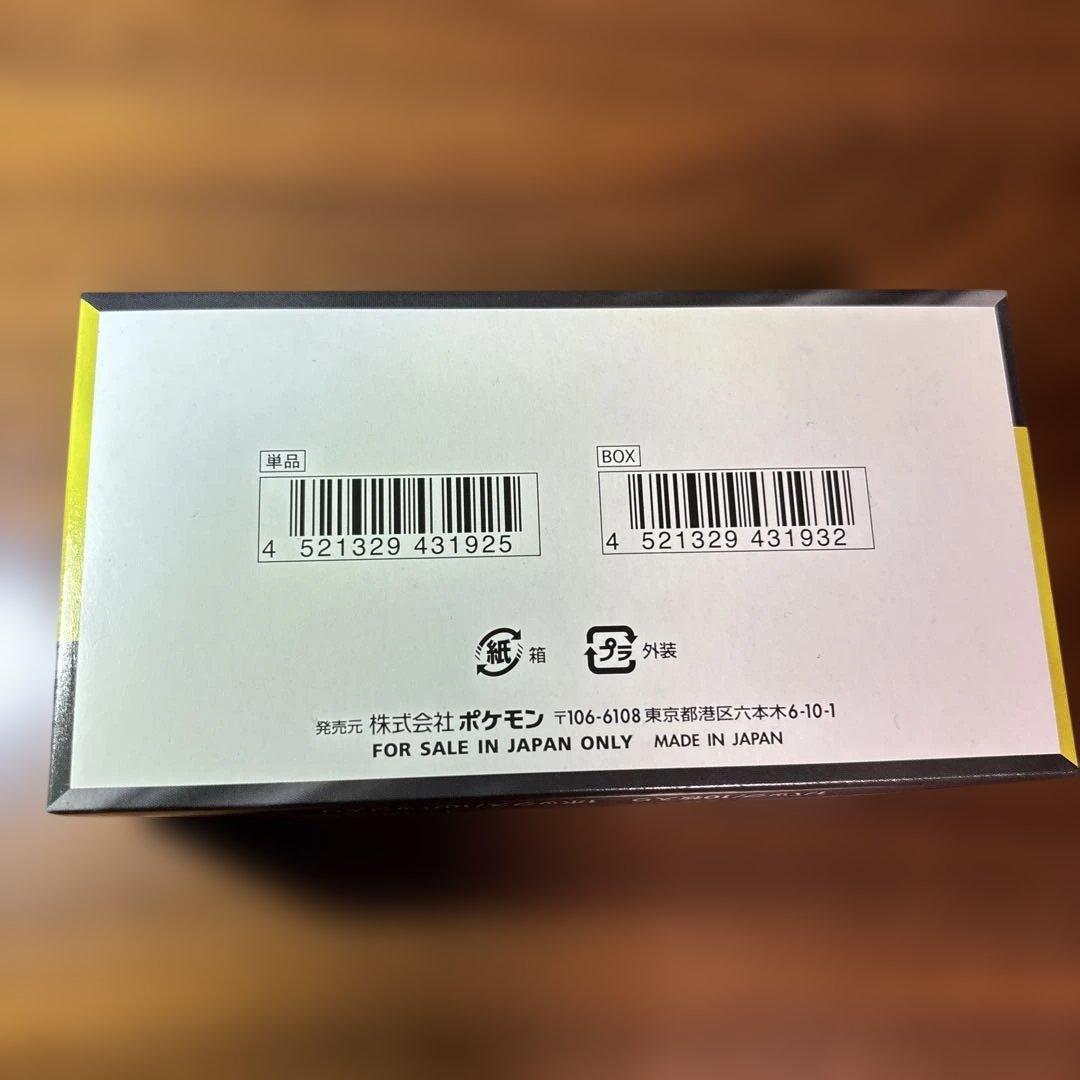 単品
4 521329 431925
BOX
4 521329 431932
紙 箱
プラ 外装
発売元 株式会社 ポケモン 〒106-6108 東京都港区六本木6-10-1
FOR SALE IN JAPAN ONLY MADE IN JAPAN